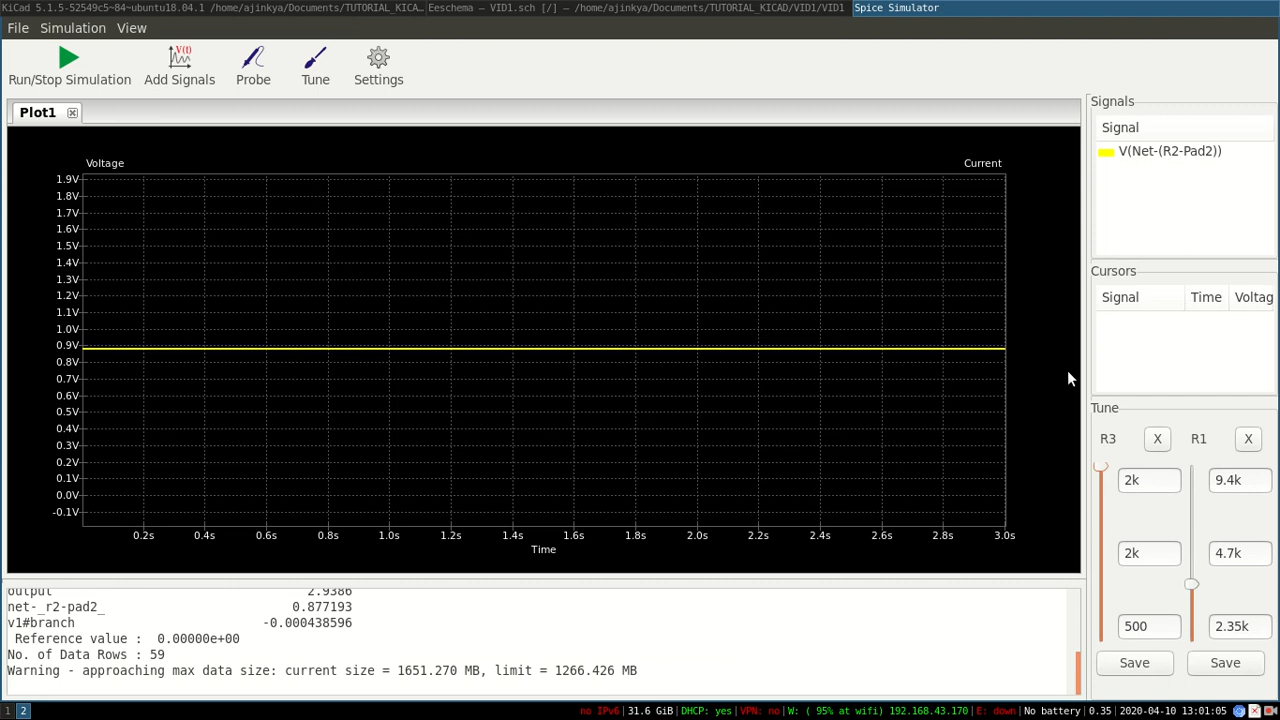 KiCad 5.1.5-52549c5~84~ubuntu18.04.1 /home/ajinkya/Documents/TUTORIAL_KICA…
Eeschema — VID1.sch [/] — /home/ajinkya/Documents/TUTORIAL_KICAD/VID1/VID1
Spice Simulator
File Simulation View
Run/Stop Simulation Add Signals Probe Tune Settings
V(t)
Plot1
Voltage
Current
1.9V
1.8V
1.7V
1.6V
1.5V
1.4V
1.3V
1.2V
1.1V
1.0V
0.9V
0.8V
0.7V
0.6V
0.5V
0.4V
0.3V
0.2V
0.1V
0.0V
-0.1V
0.2s 0.4s 0.6s 0.8s 1.0s 1.2s 1.4s 1.6s 1.8s 2.0s 2.2s 2.4s 2.6s 2.8s 3.0s
Time
Signals
Signal
V(Net-(R2-Pad2))
Cursors
Signal Time Voltag
Tune
R3 X R1 X
2k 9.4k
2k 4.7k
500 2.35k
Save Save
output 2.9386
net-_r2-pad2_ 0.877193
v1#branch -0.000438596
Reference value : 0.00000e+00
No. of Data Rows : 59
Warning - approaching max data size: current size = 1651.270 MB, limit = 1266.426 MB
1 2
no IPv6|31.6 GiB|DHCP: yes|VPN: no|W: ( 95% at wifi) 192.168.43.170|E: down|No battery|0.35|2020-04-10 13:01:05